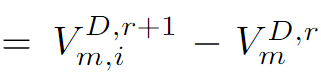 = V_{m,i}^{D,r+1} − V_{m}^{D,r}